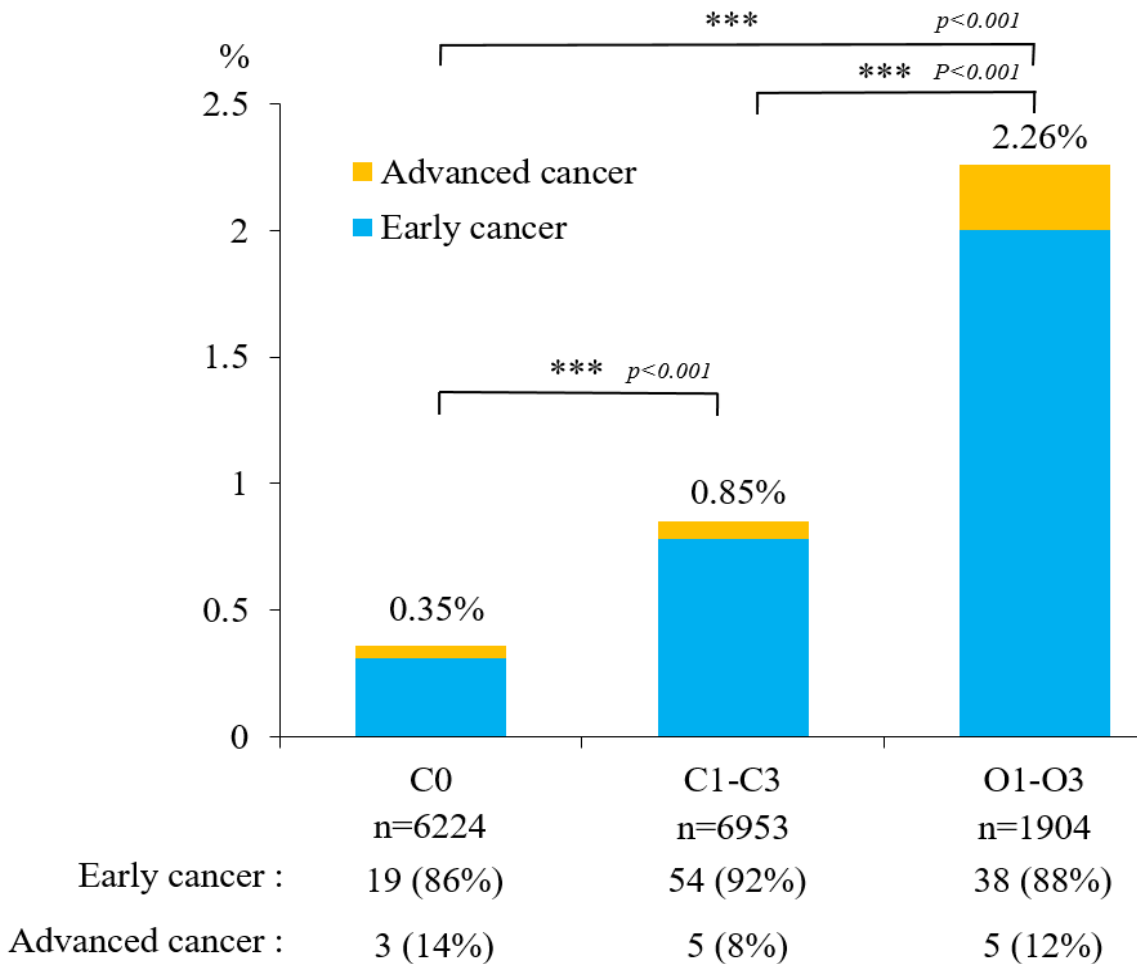 *** p<0.001
%
*** P<0.001
2.5
2.26%
Advanced cancer
Early cancer
2
1.5
*** p<0.001
1
0.85%
0.5
0.35%
0
C0 C1-C3 O1-O3
n=6224 n=6953 n=1904
Early cancer : 19 (86%) 54 (92%) 38 (88%)
Advanced cancer : 3 (14%) 5 (8%) 5 (12%)